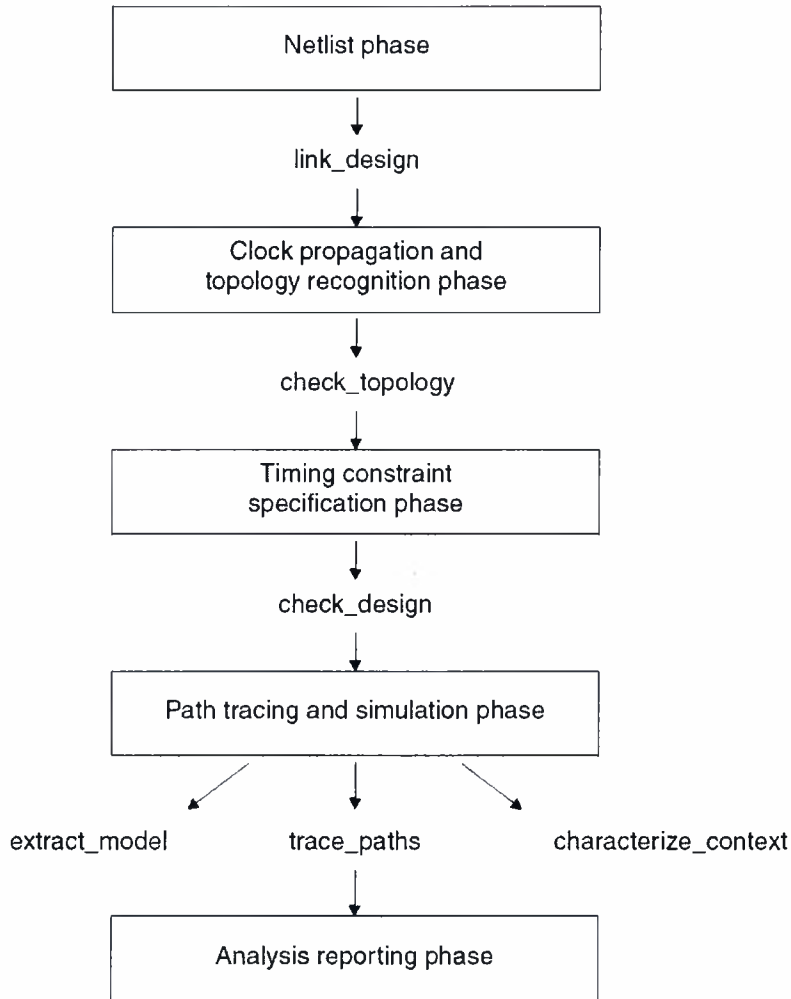 Netlist phase
link_design
Clock propagation and
topology recognition phase
check_topology
Timing constraint
specification phase
check_design
Path tracing and simulation phase
extract_model
trace_paths
characterize_context
Analysis reporting phase